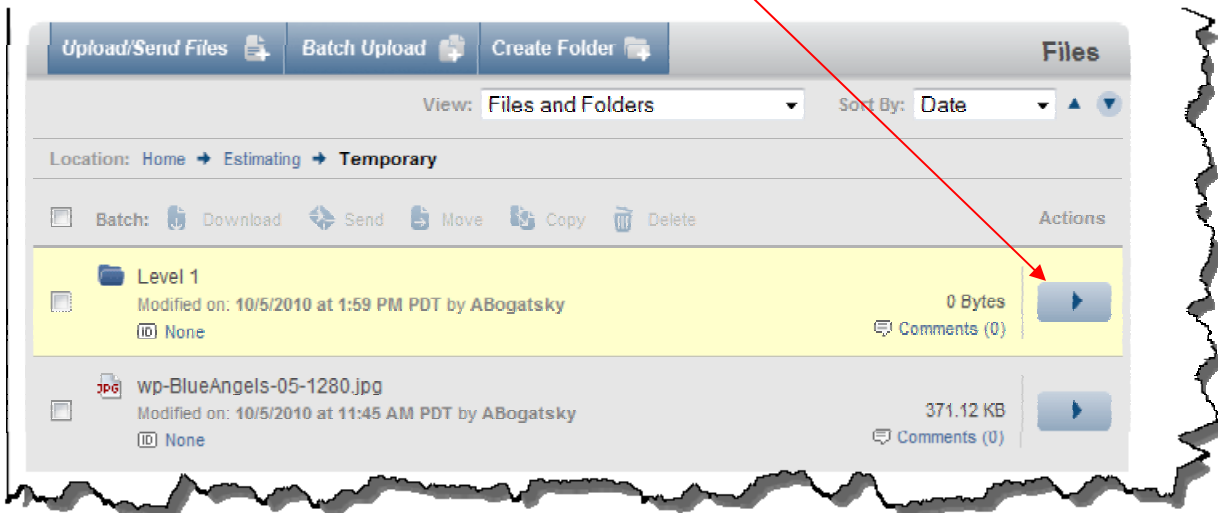 Upload/Send Files Batch Upload Create Folder Files
View: Files and Folders Sort By: Date
Location: Home Estimating Temporary
Batch: Download Send Move Copy Delete Actions
Level 1
Modified on: 10/5/2010 at 1:59 PM PDT by ABogatsky 0 Bytes
ID None Comments (0)
JPG wp-BlueAngels-05-1280.jpg
Modified on: 10/5/2010 at 11:45 AM PDT by ABogatsky 371.12 KB
ID None Comments (0)